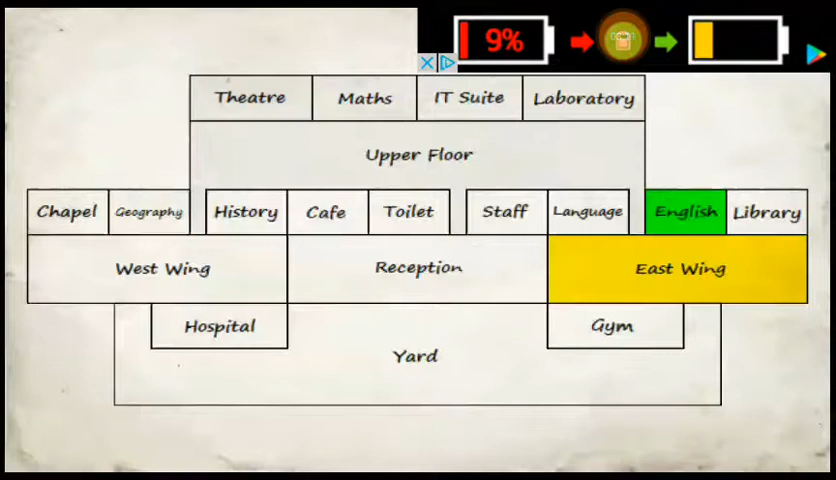 9%
Theatre Maths IT Suite Laboratory
Upper Floor
Chapel Geography History Cafe Toilet Staff Language English Library
West Wing Reception East Wing
Hospital Gym
Yard